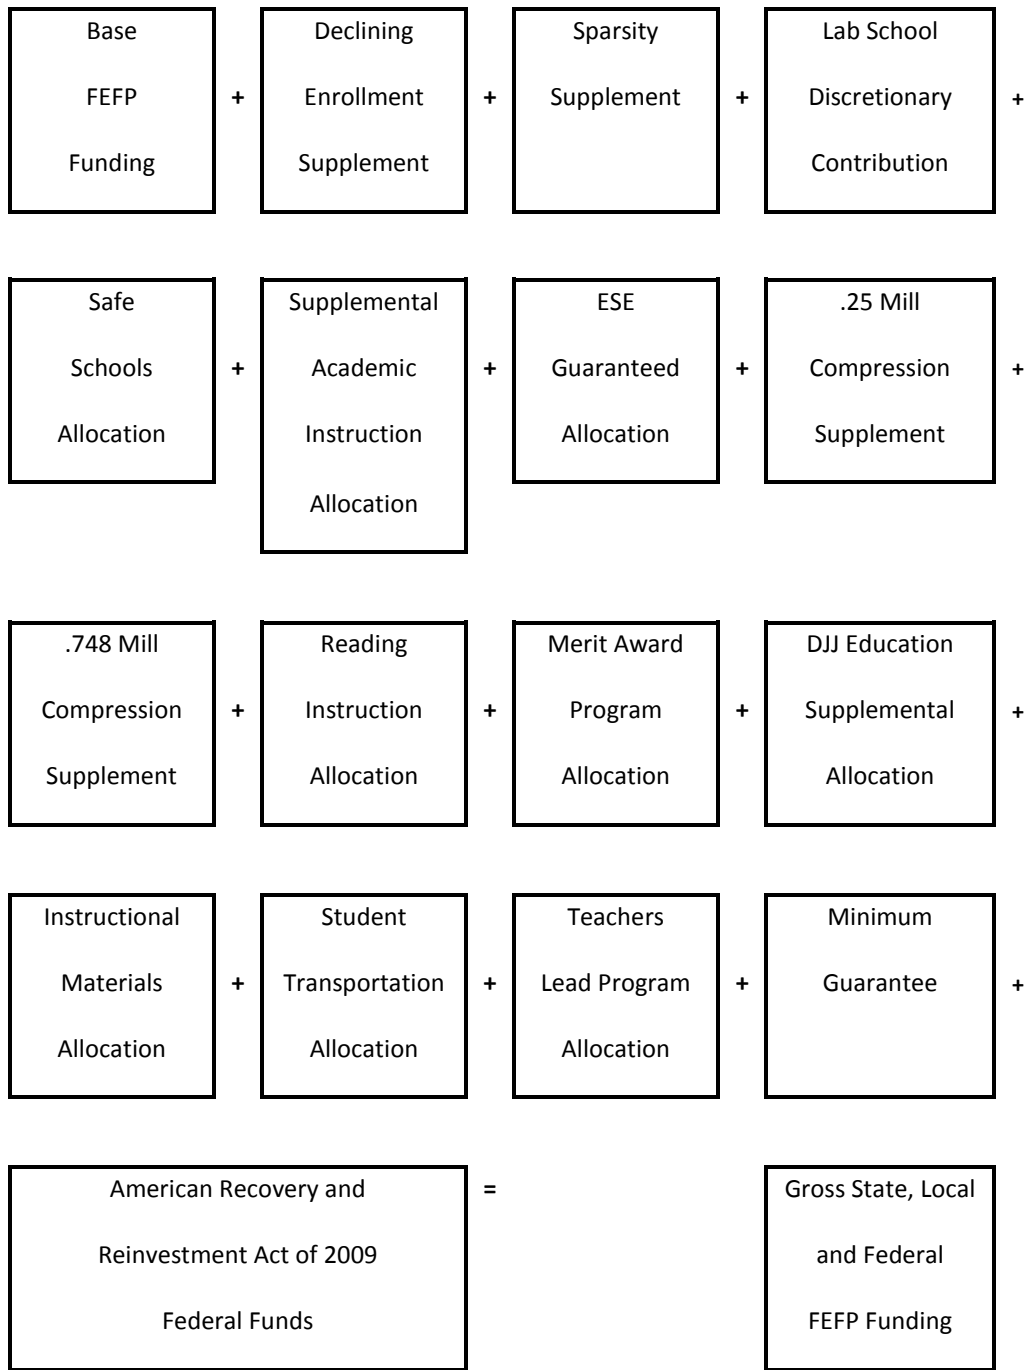 Base Declining Sparsity Lab School
FEFP + Enrollment + Supplement + Discretionary +
Funding Supplement Contribution
Safe Supplemental ESE .25 Mill
Schools + Academic + Guaranteed + Compression +
Allocation Instruction Allocation Supplement
Allocation
.748 Mill Reading Merit Award DJJ Education
Compression + Instruction + Program + Supplemental +
Supplement Allocation Allocation Allocation
Instructional Student Teachers Minimum
Materials + Transportation + Lead Program + Guarantee +
Allocation Allocation Allocation
American Recovery and = Gross State, Local
Reinvestment Act of 2009 and Federal
Federal Funds FEFP Funding